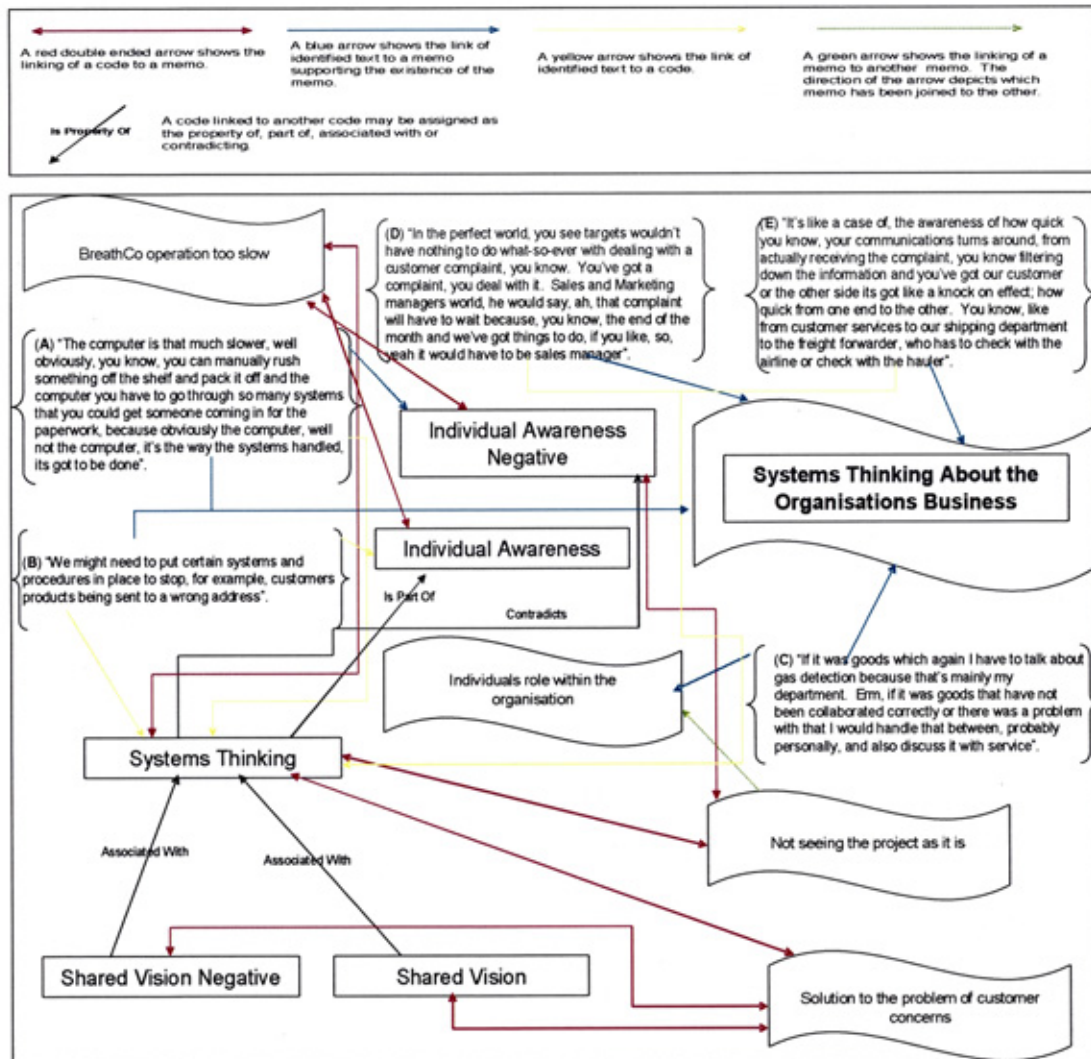 A red double ended arrow shows the
linking of a code to a memo.
A blue arrow shows the link of
identified text to a memo
supporting the existence of the
memo.
A yellow arrow shows the link of
identified text to a code.
A green arrow shows the linking of a
memo to another memo. The
direction of the arrow depicts which
memo has been joined to the other.
Is Property Of
A code linked to another code may be assigned as
the property of, part of, associated with or
contradicting.
BreathCo operation too slow
(D) "In the perfect world, you see targets wouldn't
have nothing to do what-so-ever with dealing with a
customer complaint, you know. You've got a
complaint, you deal with it. Sales and Marketing
managers world, he would say, ah, that complaint
will have to wait because, you know, the end of the
month and we've got things to do, if you like, so,
yeah it would have to be sales manager".
(E) "It's like a case of, the awareness of how quick
you know, your communications turns around, from
actually receiving the complaint, you know filtering
down the information and you've got our customer
or the other side its got like a knock on effect; how
quick from one end to the other. You know, like
from customer services to our shipping department
to the freight forwarder, who has to check with the
airline or check with the hauler".
(A) "The computer is that much slower, well
obviously, you know, you can manually rush
something off the shelf and pack it off and the
computer you have to go through so many systems
that you could get someone coming in for the
paperwork, because obviously the computer, well
not the computer, it's the way the systems handled,
its got to be done".
Individual Awareness
Negative
Systems Thinking About the
Organisations Business
Individual Awareness
(B) "We might need to put certain systems and
procedures in place to stop, for example, customers
products being sent to a wrong address".
Is Part Of
Contradicts
Individuals role within the
organisation
(C) "If it was goods which again I have to talk about
gas detection because that's mainly my
department. Erm, if it was goods that have not
been collaborated correctly or there was a problem
with that I would handle that between, probably
personally, and also discuss it with service".
Systems Thinking
Not seeing the project as it is
Associated With
Associated With
Shared Vision Negative
Shared Vision
Solution to the problem of customer
concerns